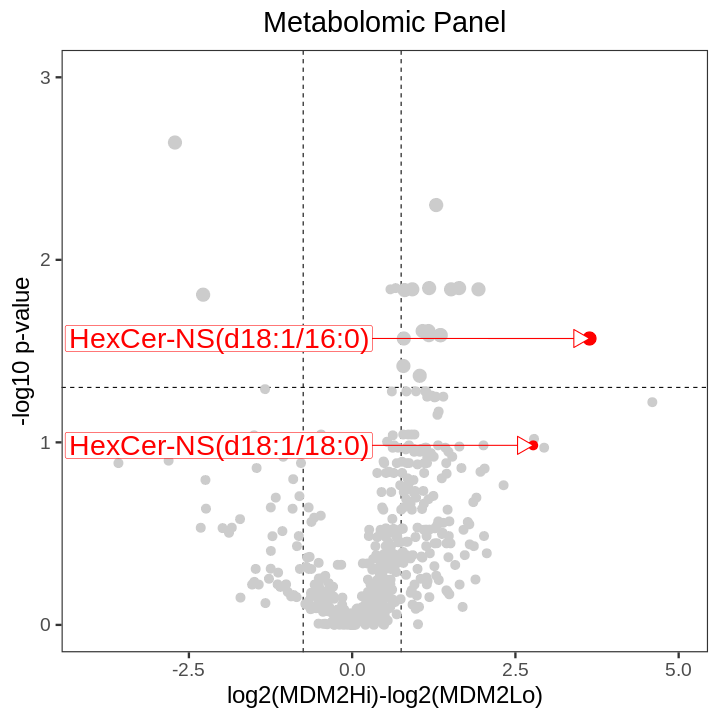 Metabolomic Panel
3
2
HexCer-NS(d18:1/16:0)
HexCer-NS(d18:1/18:0)
1
0
-log10 p-value
-2.5
0.0
2.5
5.0
log2(MDM2Hi)-log2(MDM2Lo)